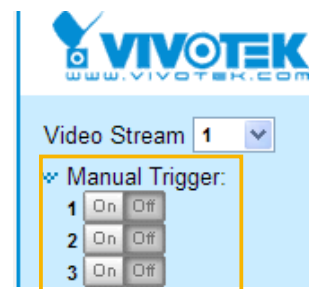 VIVOTEK
www.vivotek.com
Video Stream 1
Manual Trigger:
1 On Off
2 On Off
3 On Off